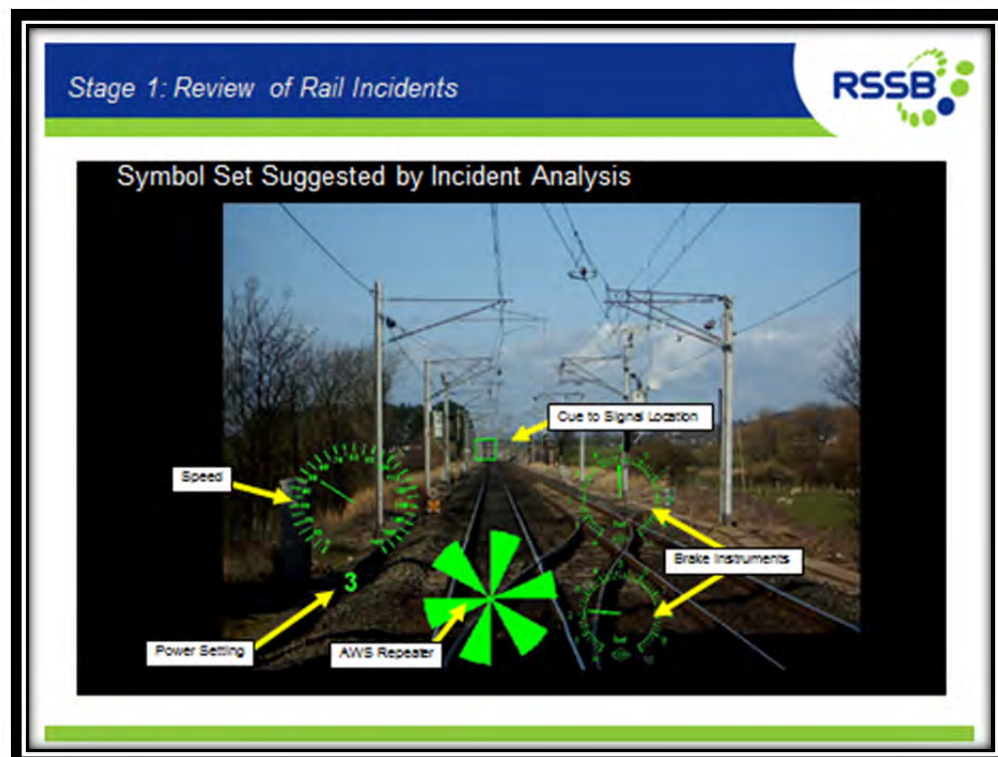 Stage 1: Review of Rail Incidents
RSSB
Symbol Set Suggested by Incident Analysis
Cue to Signal Location
Speed
Brake Instruments
3
Power Setting
AWS Repeater